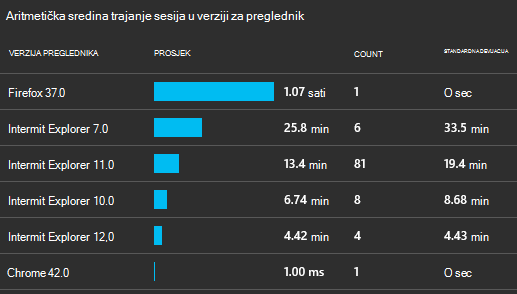 Aritmetička sredina trajanje sesija u verziji za preglednik
VERZIJA PREGLEDNIKA PROSJEK COUNT STANDARDNA DEVIJACIJA
Firefox 37.0 1.07 sati 1 O sec
Intermit Explorer 7.0 25.8 min 6 33.5 min
Intermit Explorer 11.0 13.4 min 81 19.4 min
Intermit Explorer 10.0 6.74 min 8 8.68 min
Intermit Explorer 12,0 4.42 min 4 4.43 min
Chrome 42.0 1.00 ms 1 O sec